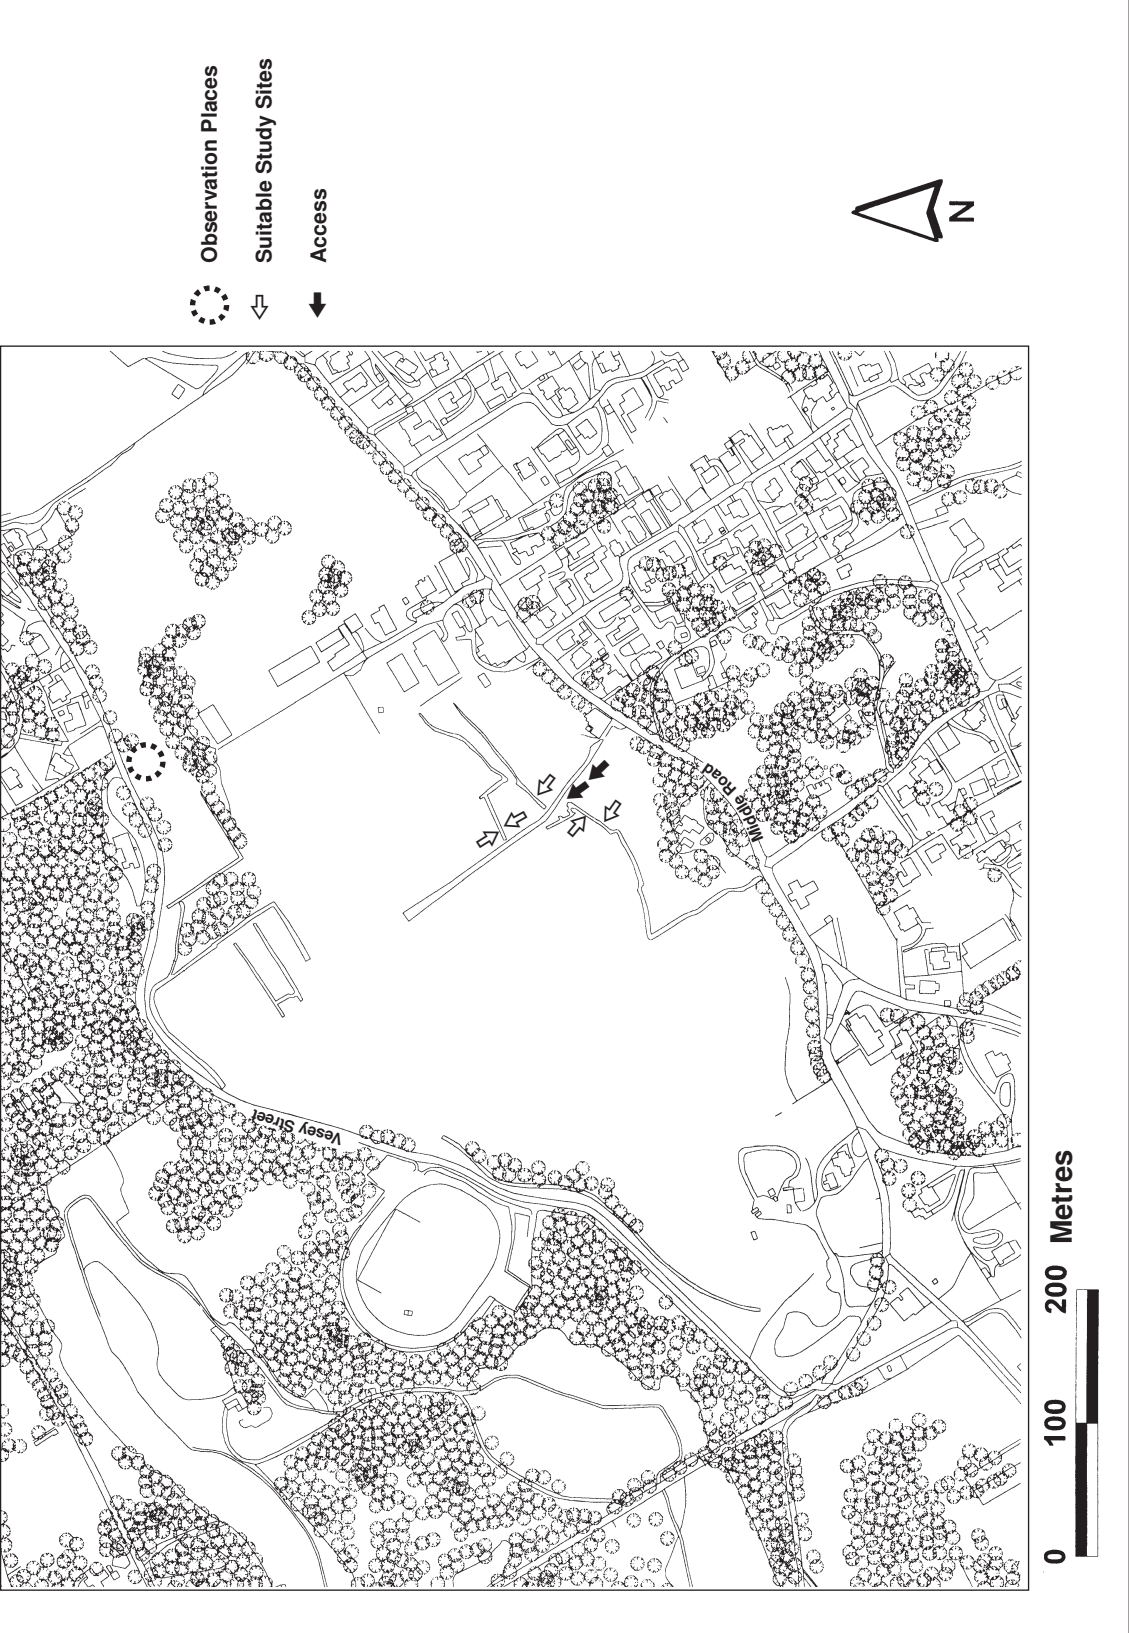 Observation Places
Suitable Study Sites
Access
N
Middle Road
Vesey Street
0 100 200 Metres